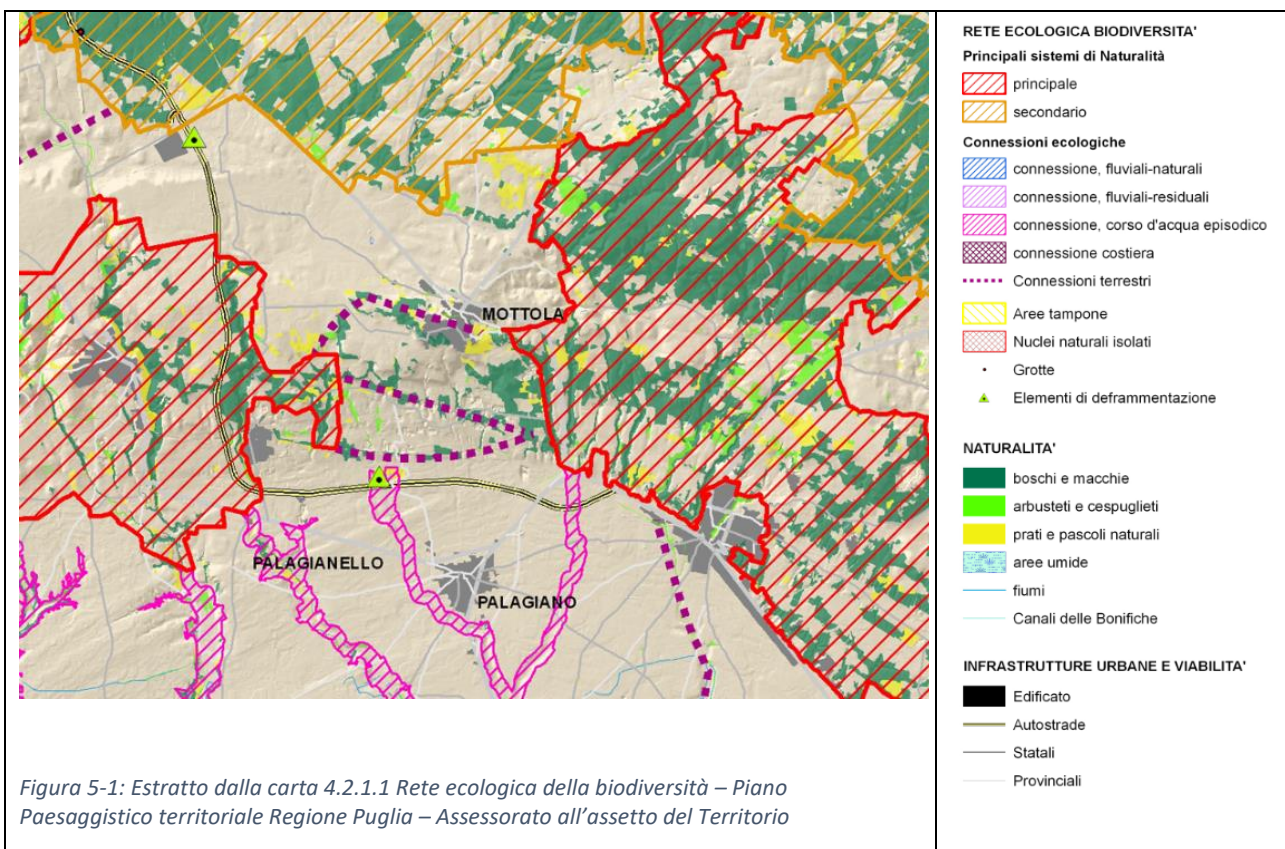 MOTTOLA
PALAGIANELLO
PALAGIANO
Figura 5-1: Estratto dalla carta 4.2.1.1 Rete ecologica della biodiversità – Piano
Paesaggistico territoriale Regione Puglia – Assessorato all'assetto del Territorio
RETE ECOLOGICA BIODIVERSITA'
Principali sistemi di Naturalità
principale
secondario
Connessioni ecologiche
connessione, fluviali-naturali
connessione, fluviali-residuali
connessione, corso d'acqua episodico
connessione costiera
Connessioni terrestri
Aree tampone
Nuclei naturali isolati
Grotte
Elementi di deframmentazione
NATURALITA'
boschi e macchie
arbusteti e cespuglieti
prati e pascoli naturali
aree umide
fiumi
Canali delle Bonifiche
INFRASTRUTTURE URBANE E VIABILITA'
Edificato
Autostrade
Statali
Provinciali